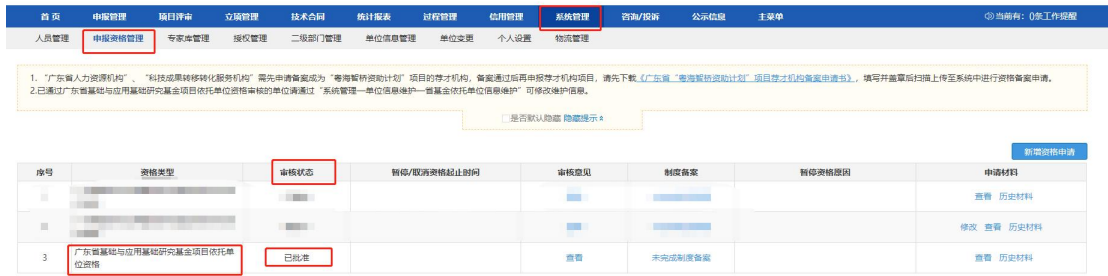 首页 申报管理 项目评审 立项管理 技术合同 统计报表 过程管理 信用管理 系统管理 咨询/投诉 公示信息 主菜单 当前有：0条工作提醒
人员管理 申报资格管理 专家库管理 授权管理 二级部门管理 单位信息管理 单位变更 个人设置 物流管理
1. “广东省人力资源机构”、“科技成果转移转化服务机构”需先申请备案成为“粤海智桥资助计划”项目的荐才机构，备案通过后再申报荐才机构项目，请先下载《广东省“粤海智桥资助计划”项目荐才机构备案申请书》，填写并盖章后扫描上传至系统中进行资格备案申请。
2.已通过广东省基础与应用基础研究基金项目依托单位资格审核的单位请通过“系统管理—单位信息维护—省基金依托单位信息维护”可修改维护信息。
是否默认隐藏 隐藏提示
新增资格申请
序号 资格类型 审核状态 暂停/取消资格起止时间 审核意见 制度备案 暂停资格原因 申请材料
查看 历史材料
修改 查看 历史材料
3 广东省基础与应用基础研究基金项目依托单 已批准 查看 未完成制度备案 查看 历史材料
位资格